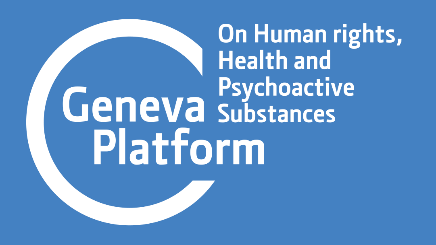 On Human rights,
Health and
Psychoactive
Substances
Geneva
Platform